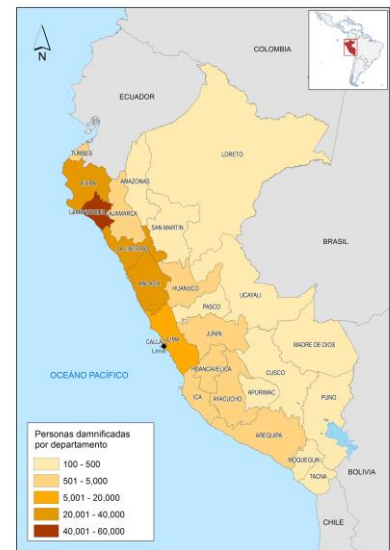 N
COLOMBIA
ECUADOR
TUMBES
LORETO
PIURA
AMAZONAS
LAMBAYEQUE
CAJAMARCA
SAN MARTIN
BRASIL
LA LIBERTAD
ANCASH
HUANUCO
UCAYALI
PASCO
JUNIN
CALLAO
LIMA
Lima
MADRE DE DIOS
HUANCAVELICA
CUSCO
OCEÁNO PACÍFICO
ICA
AYACUCHO
APURIMAC
PUNO
AREQUIPA
MOQUEGUA
BOLIVIA
TACNA
CHILE
Personas damnificadas
por departamento
100 - 500
501 - 5,000
5,001 - 20,000
20,001 - 40,000
40,001 - 60,000